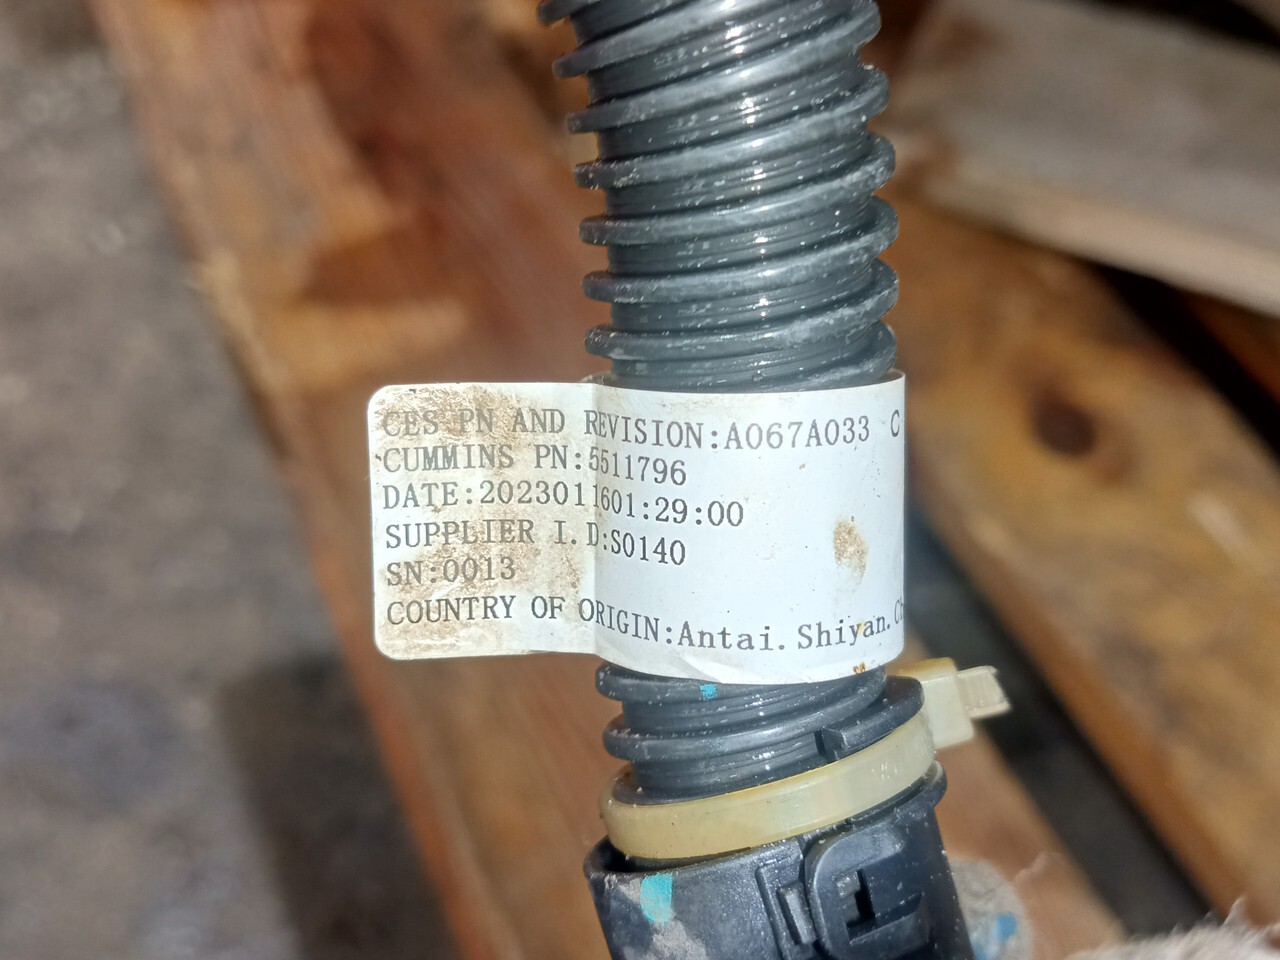 CES PN AND REVISION:A067A033 C
CUMMINS PN:5511796
DATE:2023011601:29:00
SUPPLIER I.D:S0140
SN:0013
COUNTRY OF ORIGIN:Antai.Shiyan.